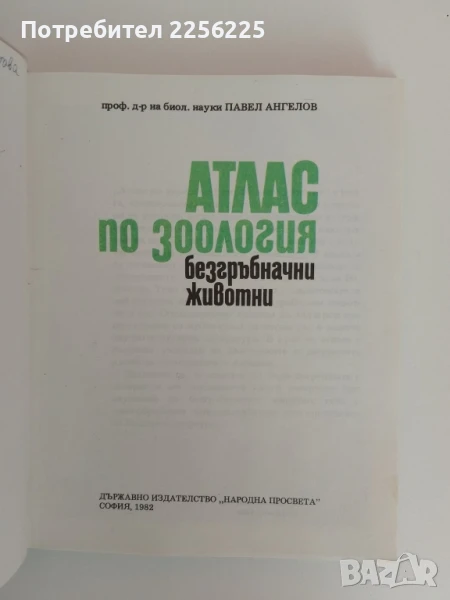 Потребител 2256225
проф. д-р на биол. науки ПАВЕЛ АНГЕЛОВ
АТЛАС
по зоология
безгръбначни
животни
ДЪРЖАВНО ИЗДАТЕЛСТВО „НАРОДНА ПРОСВЕТА"
СОФИЯ, 1982
BAZAR